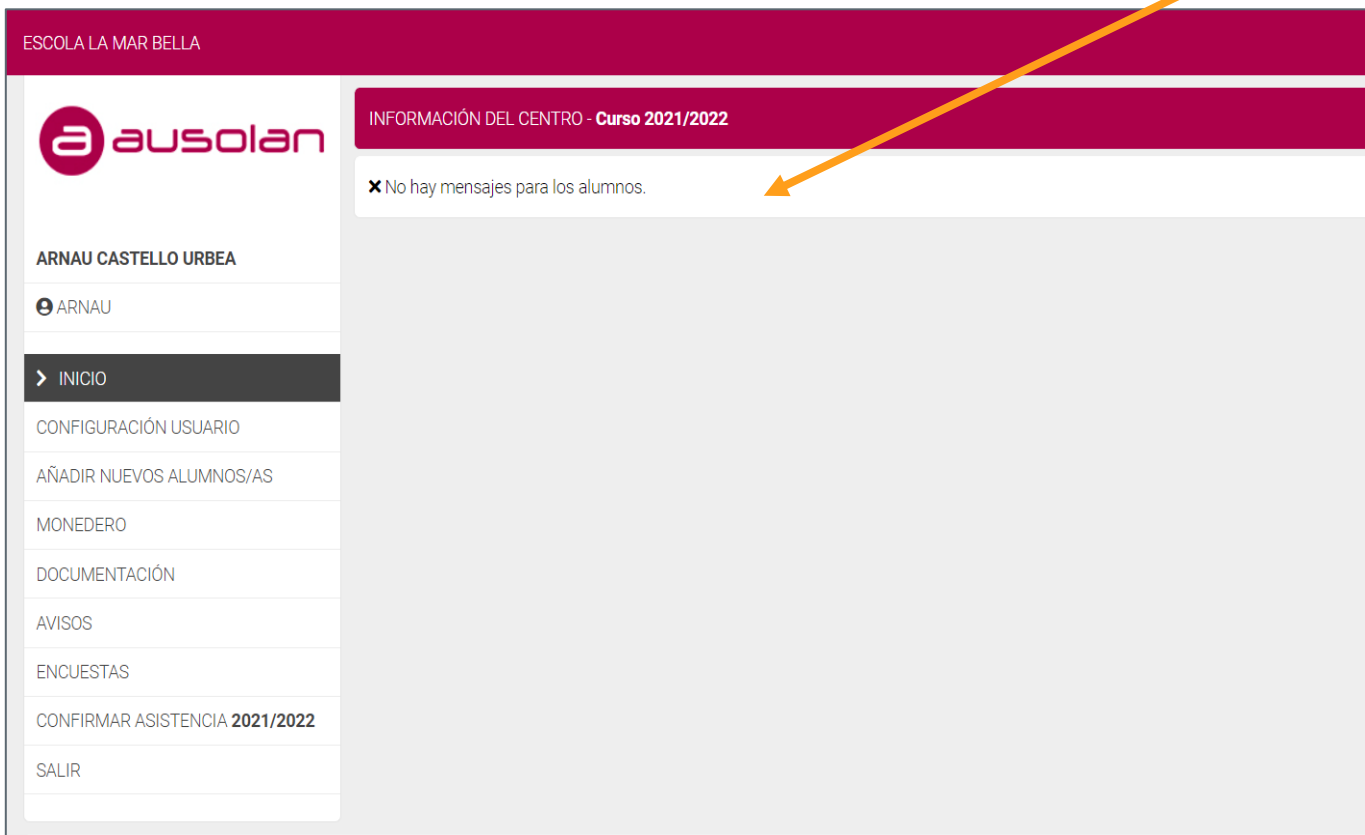 ESCOLA LA MAR BELLA
a ausolan
INFORMACIÓN DEL CENTRO - Curso 2021/2022
No hay mensajes para los alumnos.
ARNAU CASTELLO URBEA
ARNAU
INICIO
CONFIGURACIÓN USUARIO
AÑADIR NUEVOS ALUMNOS/AS
MONEDERO
DOCUMENTACIÓN
AVISOS
ENCUESTAS
CONFIRMAR ASISTENCIA 2021/2022
SALIR